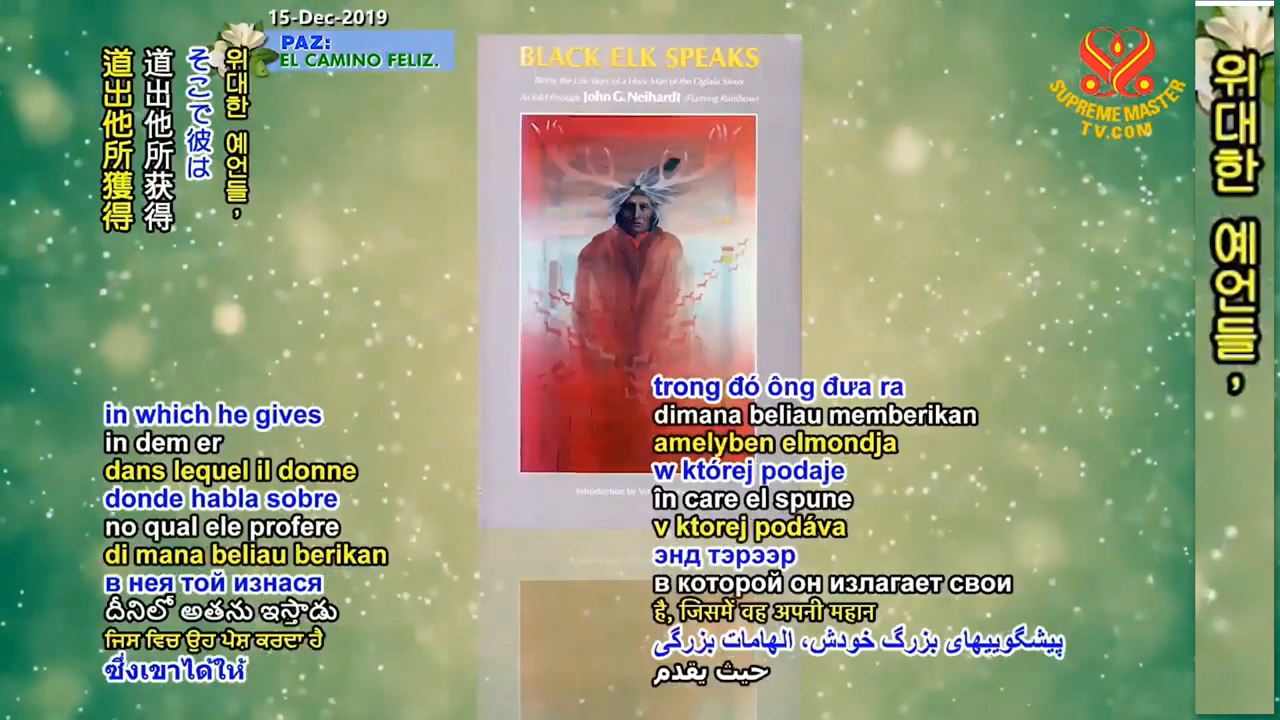 15-Dec-2019
PAZ:
EL CAMINO FELIZ.
위대한 예언들,
そこで彼は
道出他所获得
道出他所獲得
BLACK ELK SPEAKS
Being the Life Story of a Holy Man of the Oglala Sioux
As told through John G. Neihardt (Flaming Rainbow)
Introduction by
SUPREME MASTER
TV.COM
위대한 예언들,
in which he gives
in dem er
dans lequel il donne
donde habla sobre
no qual ele profere
di mana beliau berikan
в нея той изнася
దీనిలో అతను ఇస్తాడు
ਜਿਸ ਵਿਚ ਉਹ ਪੇਸ਼ ਕਰਦਾ ਹੈ
ซึ่งเขาได้ให้
trong đó ông đưa ra
dimana beliau memberikan
amelyben elmondja
w której podaje
în care el spune
v ktorej podáva
энд тэрээр
в которой он излагает свои
है, जिसमें वह अपनी महान
پیشگوییهای بزرگ خودش، الهامات بزرگی
حيث يقدم